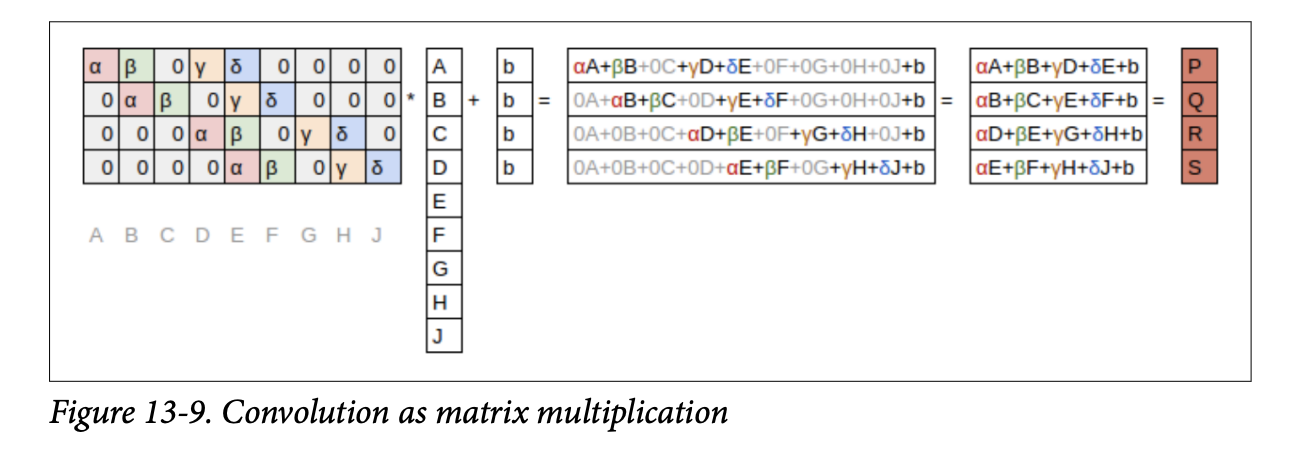 α β 0 γ δ 0 0 0 0 A b αA+βB+0C+γD+δE+0F+0G+0H+0J+b αA+βB+γD+δE+b P
0 α β 0 γ δ 0 0 0 * B + b = 0A+αB+βC+0D+γE+δF+0G+0H+0J+b = αB+βC+γE+δF+b = Q
0 0 0 α β 0 γ δ 0 C b 0A+0B+0C+αD+βE+0F+γG+δH+0J+b αD+βE+γG+δH+b R
0 0 0 0 α β 0 γ δ D b 0A+0B+0C+0D+αE+βF+0G+γH+δJ+b αE+βF+γH+δJ+b S
E
A B C D E F G H J F
G
H
J
Figure 13-9. Convolution as matrix multiplication